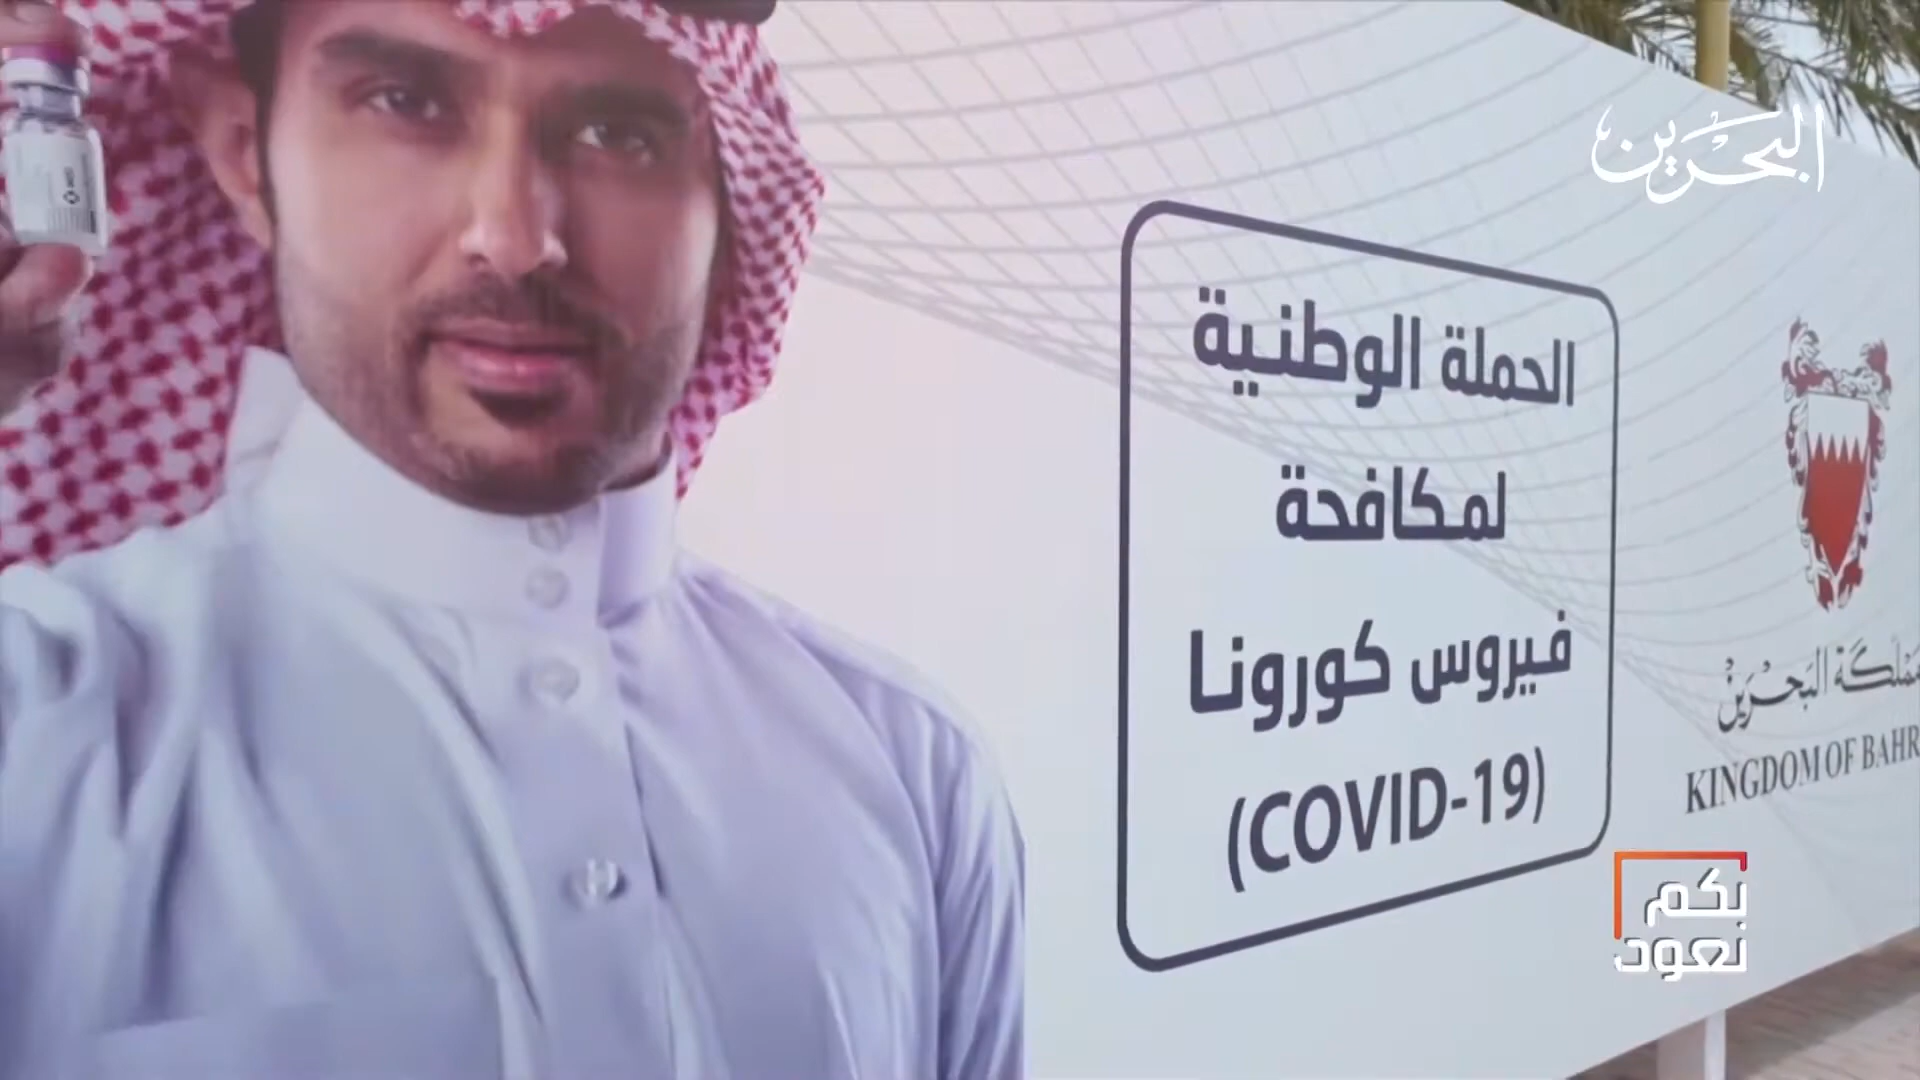 البحرين
الحملة الوطنية
لمكافحة
فيروس كورونا
(COVID-19)
مملكة البحرين
KINGDOM OF BAHR
بكم
نعود